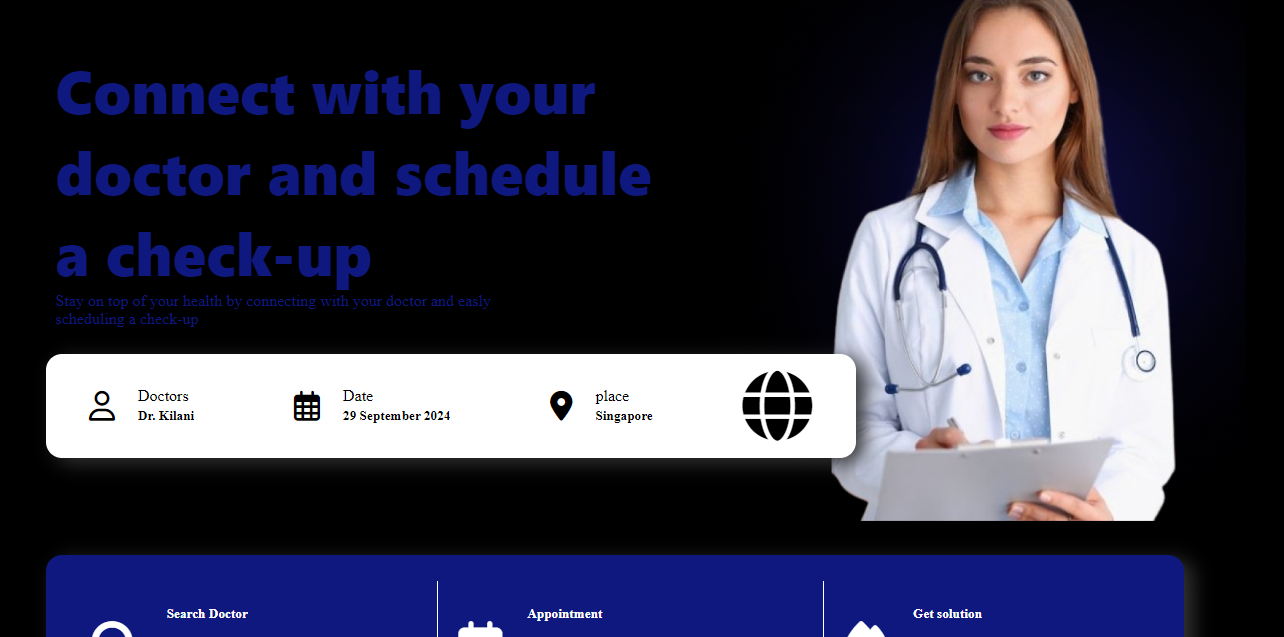 Connect with your
doctor and schedule
a check-up
Stay on top of your health by connecting with your doctor and easly
scheduling a check-up
Doctors
Dr. Kilani
Date
29 September 2024
place
Singapore
Search Doctor
Appointment
Get solution